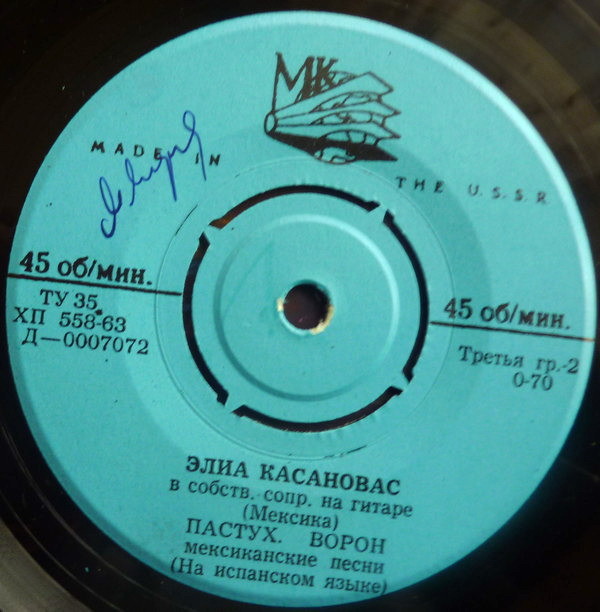 МК
MADE IN THE U.S.S.R.
45 об/мин.
ТУ 35
ХП 558-63
Д—0007072
45 об/мин.
Третья гр.-2
0-70
ЭЛИА КАСАНОВАС
в собств. сопр. на гитаре
(Мексика)
ПАСТУХ. ВОРОН
мексиканские песни
(На испанском языке)